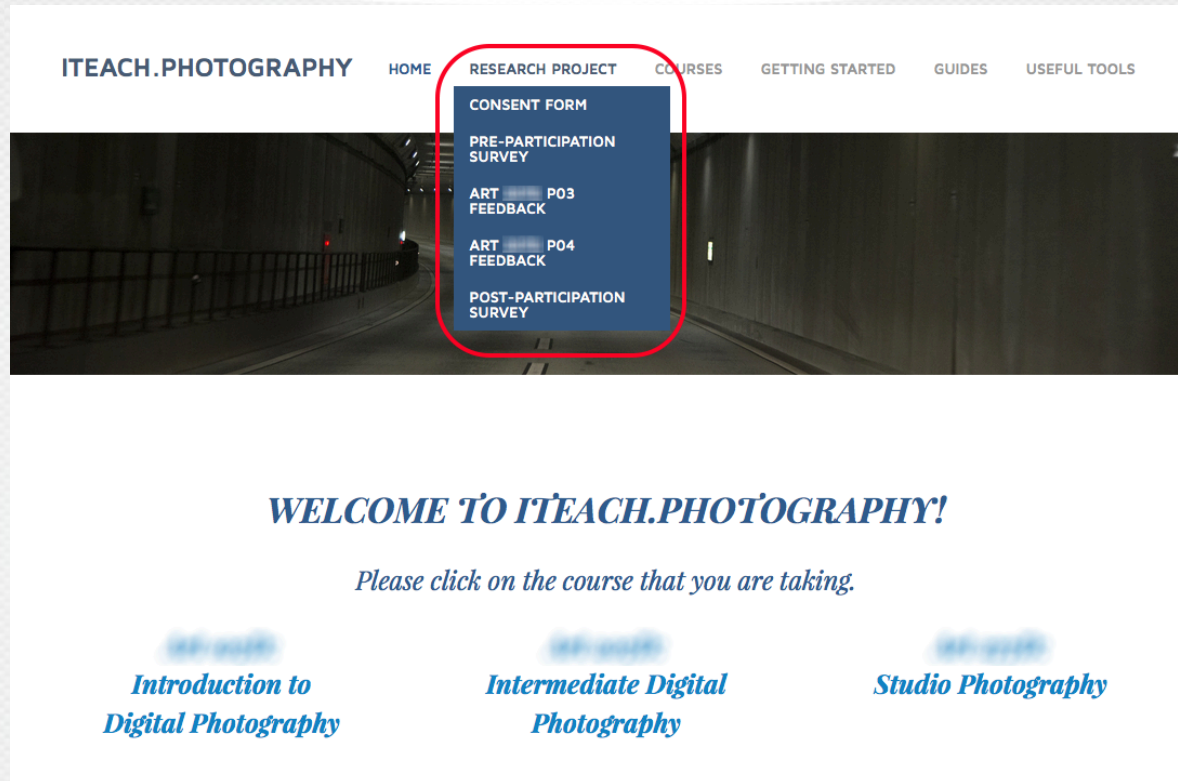 ITEACH.PHOTOGRAPHY HOME RESEARCH PROJECT COURSES GETTING STARTED GUIDES USEFUL TOOLS
CONSENT FORM
PRE-PARTICIPATION
SURVEY
ART P03
FEEDBACK
ART P04
FEEDBACK
POST-PARTICIPATION
SURVEY
WELCOME TO ITEACH.PHOTOGRAPHY!
Please click on the course that you are taking.
Introduction to
Digital Photography
Intermediate Digital
Photography
Studio Photography